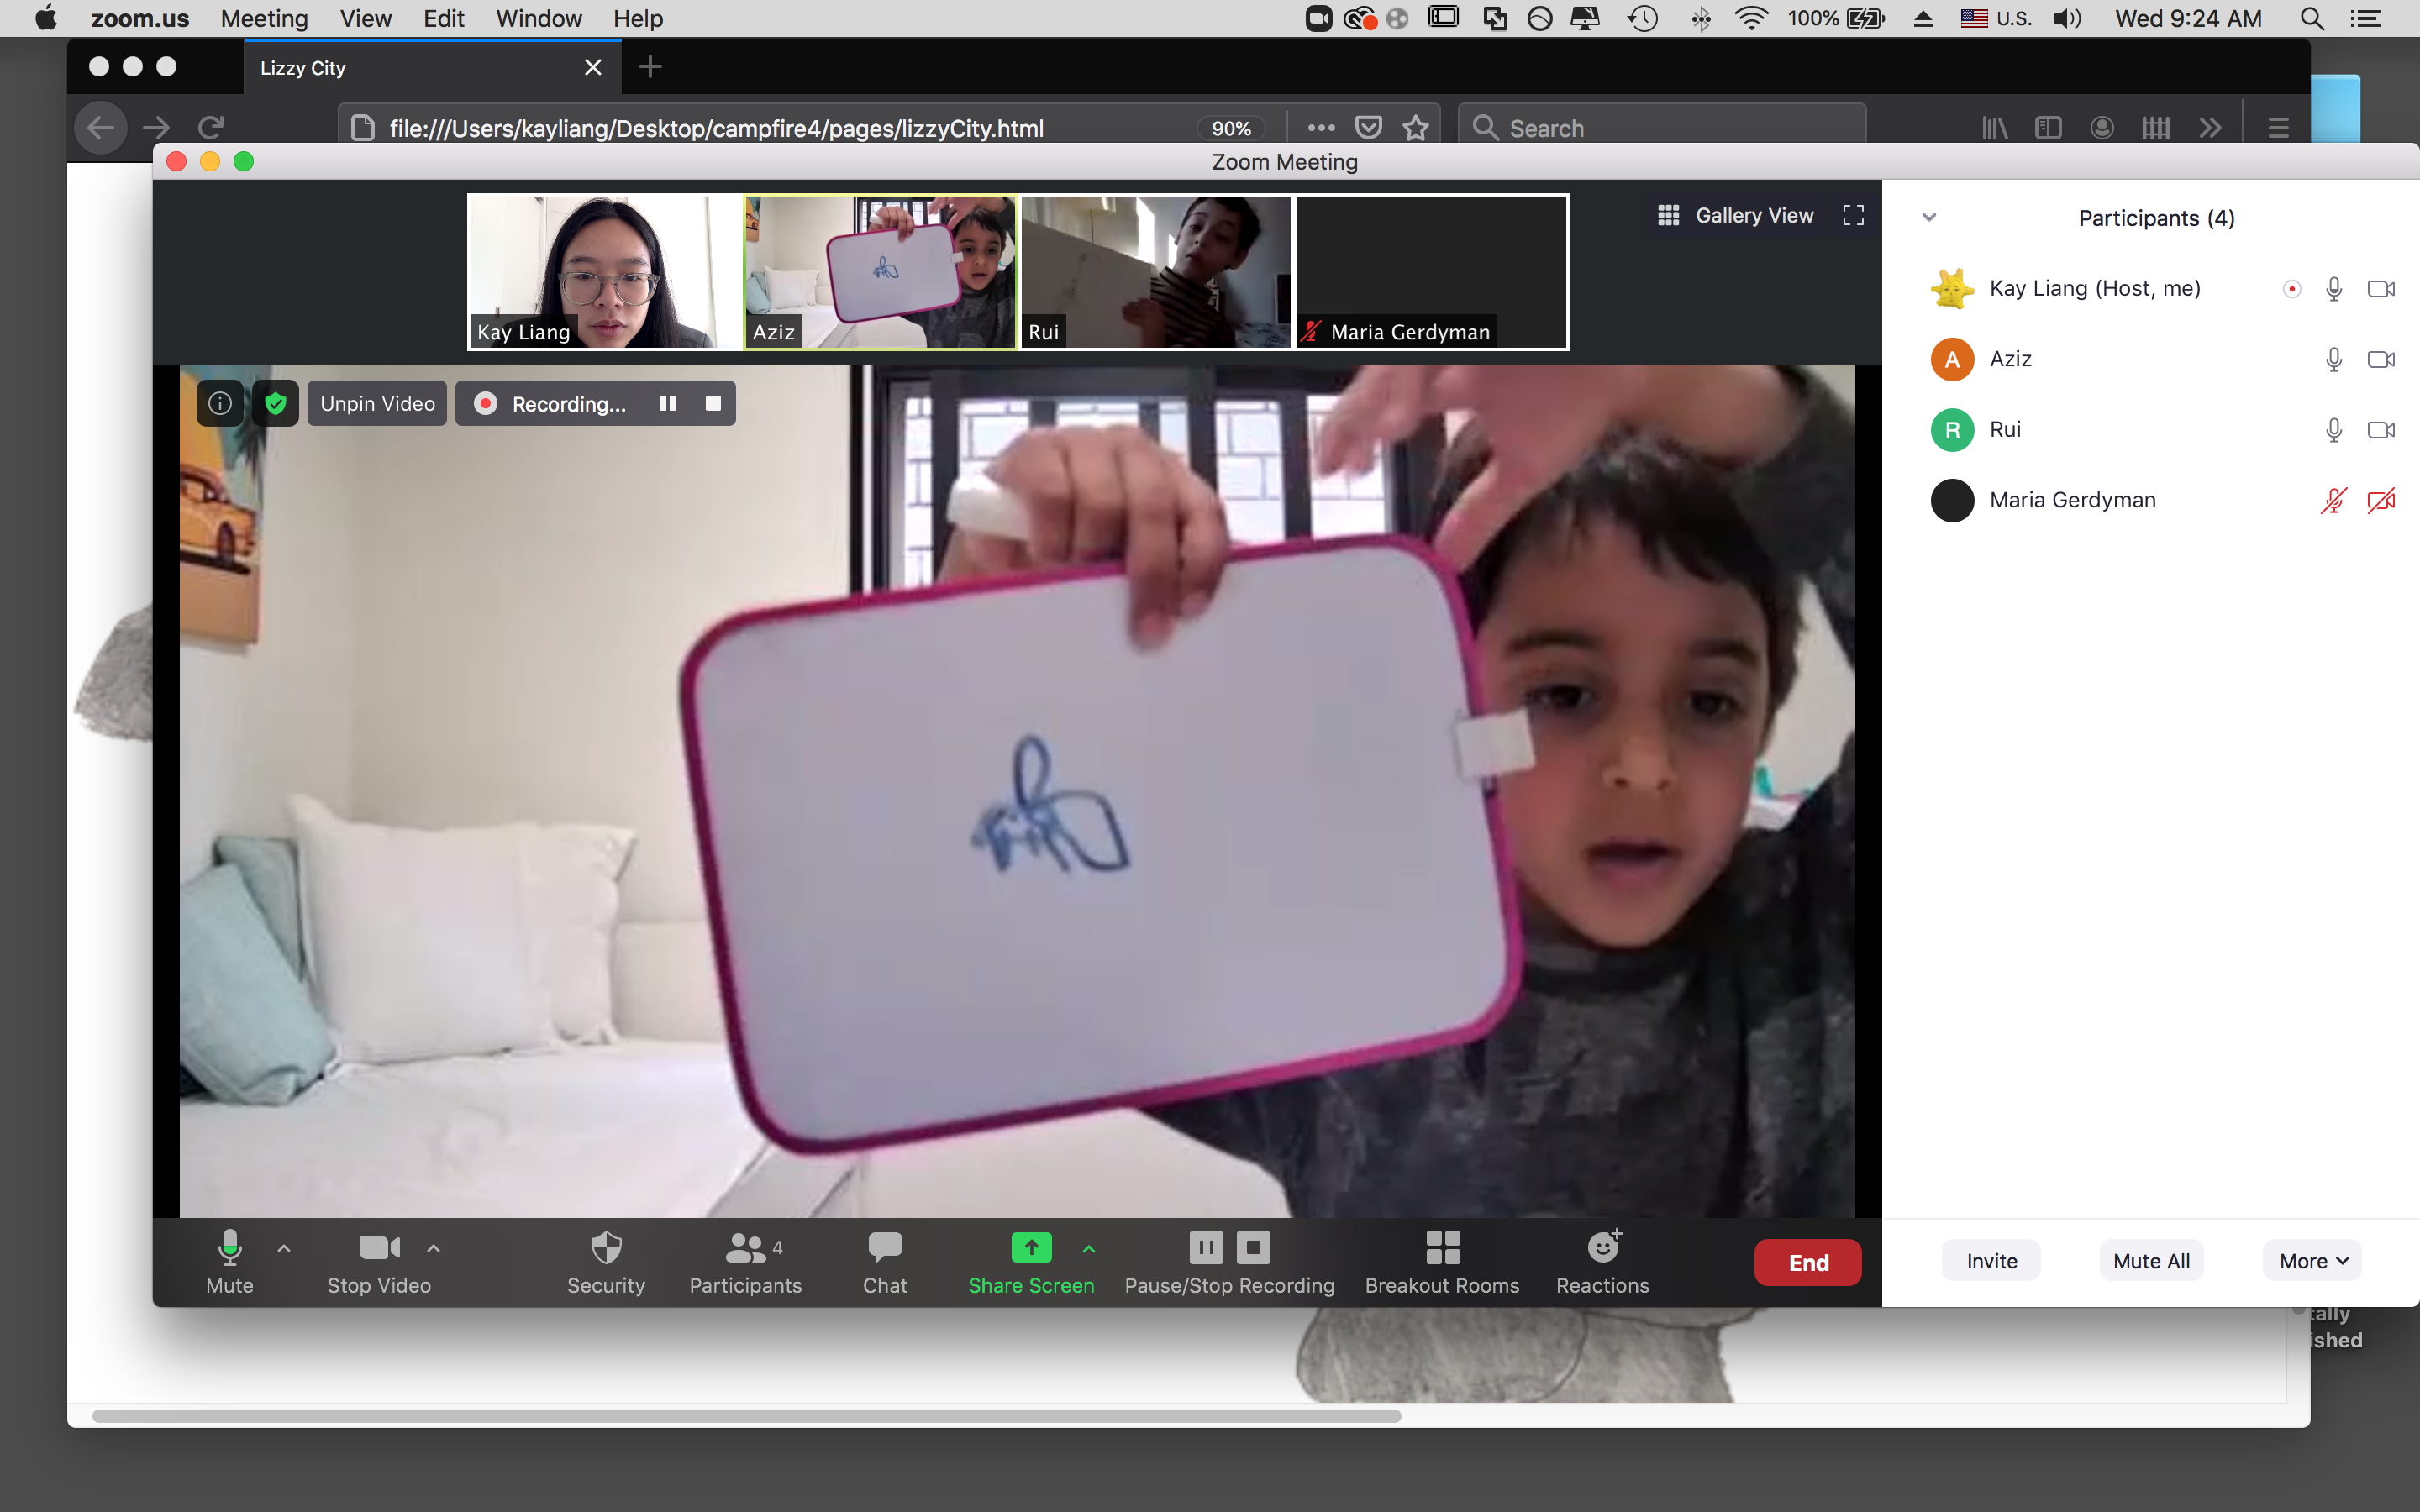 zoom.us Meeting View Edit Window Help 100% U.S. Wed 9:24 AM
Lizzy City
file:///Users/kayliang/Desktop/campfire4/pages/lizzyCity.html 90% Search
Zoom Meeting
Kay Liang
Aziz
Rui
Maria Gerdyman
Gallery View
Unpin Video
Recording...
Participants (4)
Kay Liang (Host, me)
A Aziz
R Rui
Maria Gerdyman
Mute
Stop Video
Security
4
Participants
Chat
Share Screen
Pause/Stop Recording
Breakout Rooms
Reactions
End
Invite
Mute All
More
tally
ished